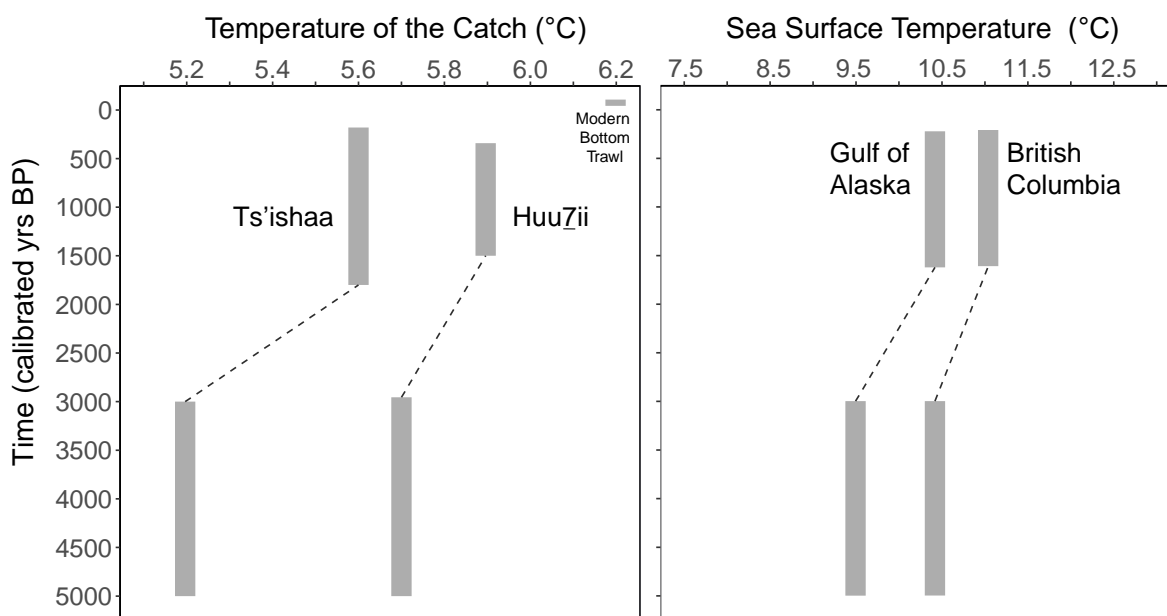 Temperature of the Catch (°C)
5.2 5.4 5.6 5.8 6.0 6.2
Time (calibrated yrs BP)
0
500
1000
1500
2000
2500
3000
3500
4000
4500
5000
Modern
Bottom
Trawl
Ts'ishaa
Huu7̲ii
Sea Surface Temperature (°C)
7.5 8.5 9.5 10.5 11.5 12.5
Gulf of
Alaska
British
Columbia